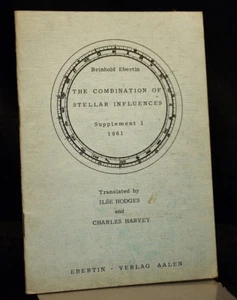 Reinhold Ebertin
THE COMBINATION OF
STELLAR INFLUENCES
Supplement 1
1961
Translated by
ILSE HODGES
and
CHARLES HARVEY
EBERTIN - VERLAG AALEN